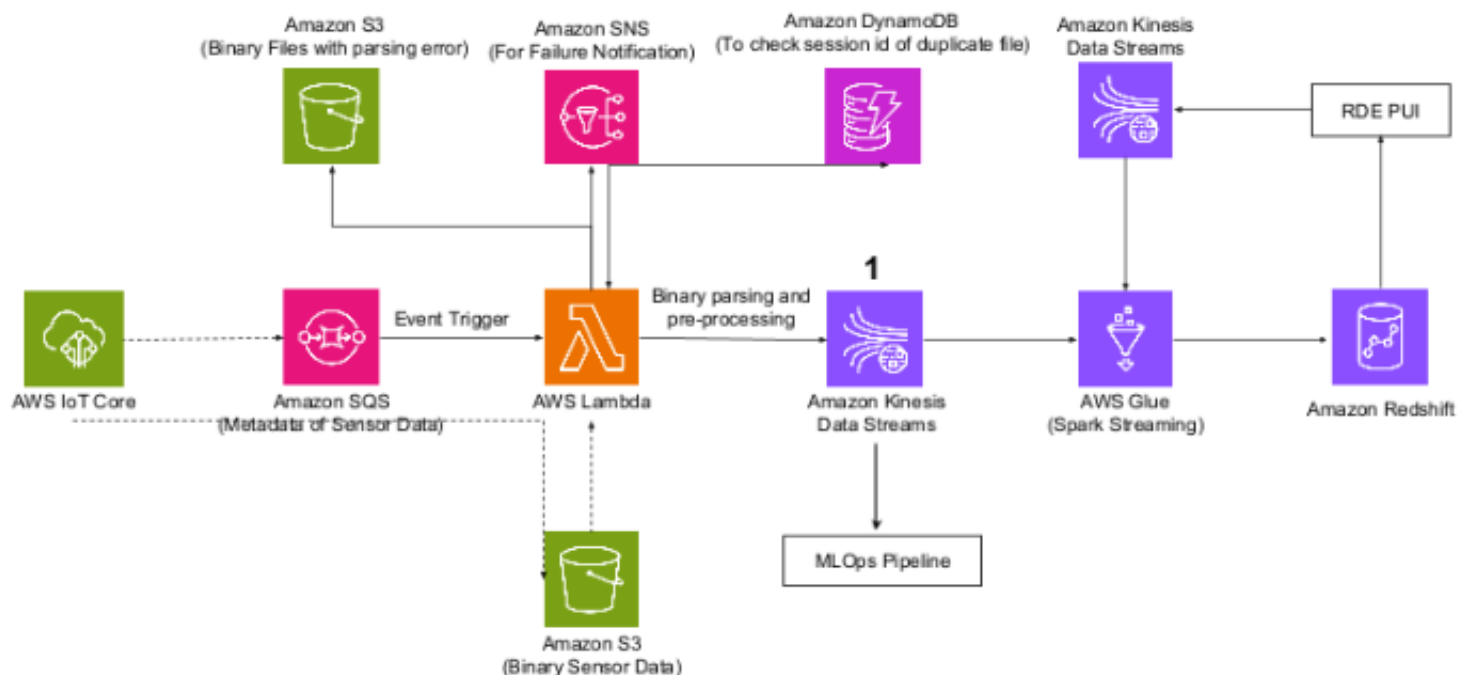 Amazon S3
(Binary Files with parsing error)
Amazon SNS
(For Failure Notification)
Amazon DynamoDB
(To check session id of duplicate file)
Amazon Kinesis
Data Streams
RDE PUI
1
Event Trigger
Binary parsing and
pre-processing
AWS IoT Core
Amazon SQS
(Metadata of Sensor Data)
AWS Lambda
Amazon Kinesis
Data Streams
AWS Glue
(Spark Streaming)
Amazon Redshift
MLOps Pipeline
Amazon S3
(Binary Sensor Data)